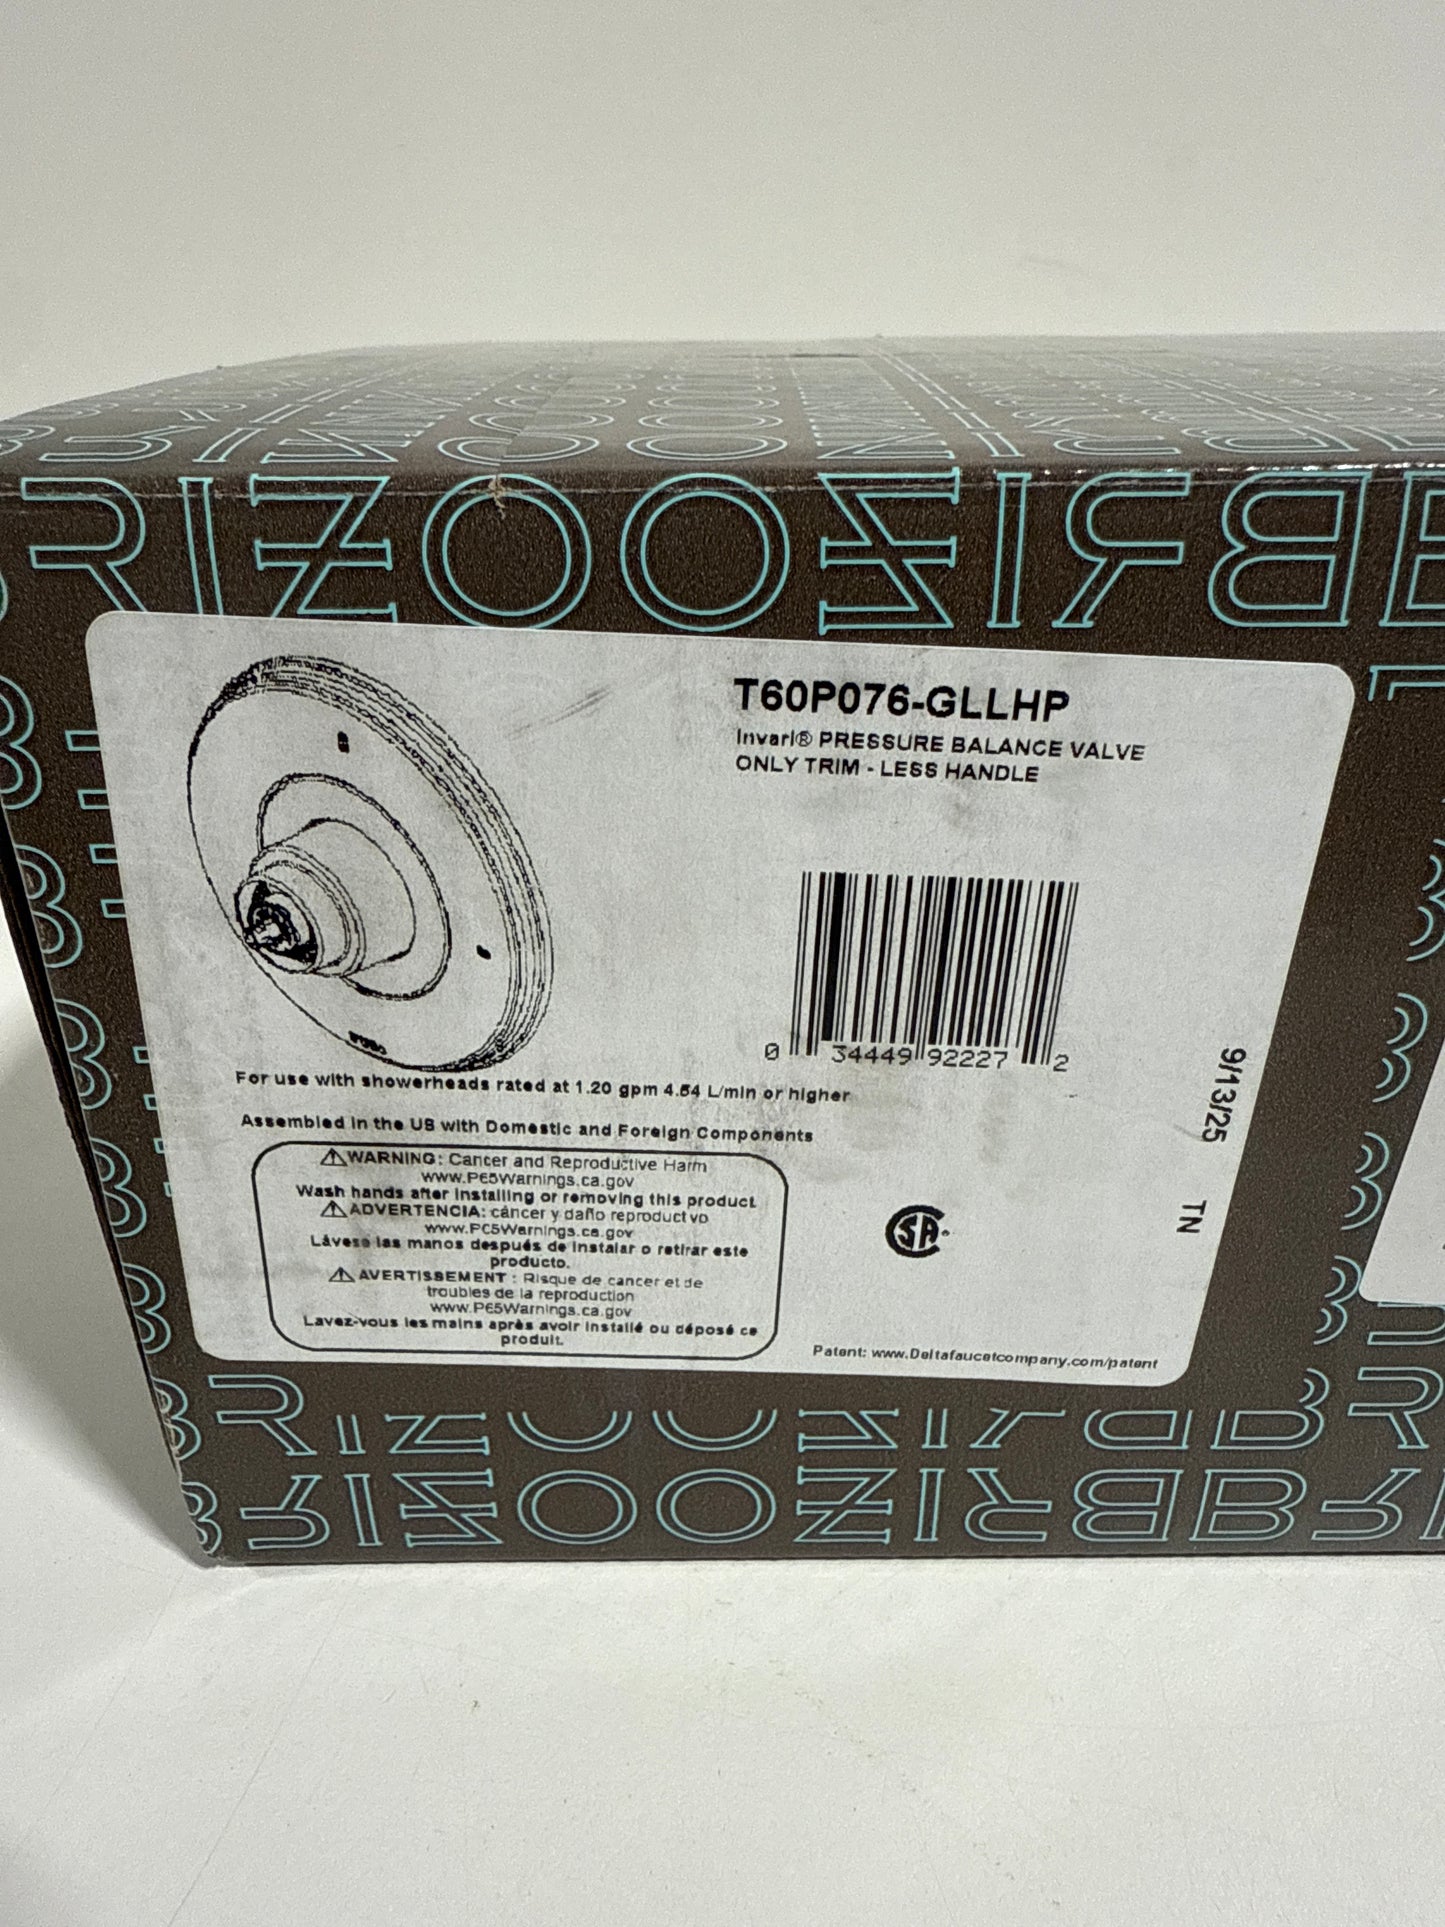 BRIZO
T60P076-GLLHP
Invari® PRESSURE BALANCE VALVE
ONLY TRIM - LESS HANDLE
0 34449 92227 2
For use with showerheads rated at 1.20 gpm 4.54 L/min or higher
Assembled in the US with Domestic and Foreign Components
⚠WARNING: Cancer and Reproductive Harm
www.P65Warnings.ca.gov
Wash hands after installing or removing this product
⚠ADVERTENCIA: cáncer y daño reproductivo
www.P65Warnings.ca.gov
Lávese las manos después de instalar o retirar este
producto.
⚠AVERTISSEMENT : Risque de cancer et de
troubles de la reproduction
www.P65Warnings.ca.gov
Lavez-vous les mains après avoir installé ou déposé ce
produit.
SA®
Patent: www.Deltafaucetcompany.com/patent
9/13/25
TN